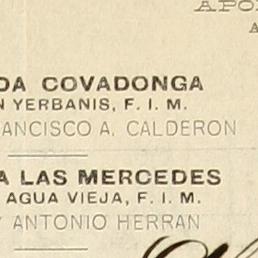 APO
DA COVADONGA
N YERBANIS, F. I. M.
ANCISCO A. CALDERON
A LAS MERCEDES
AGUA VIEJA, F. I. M.
Y ANTONIO HERRAN